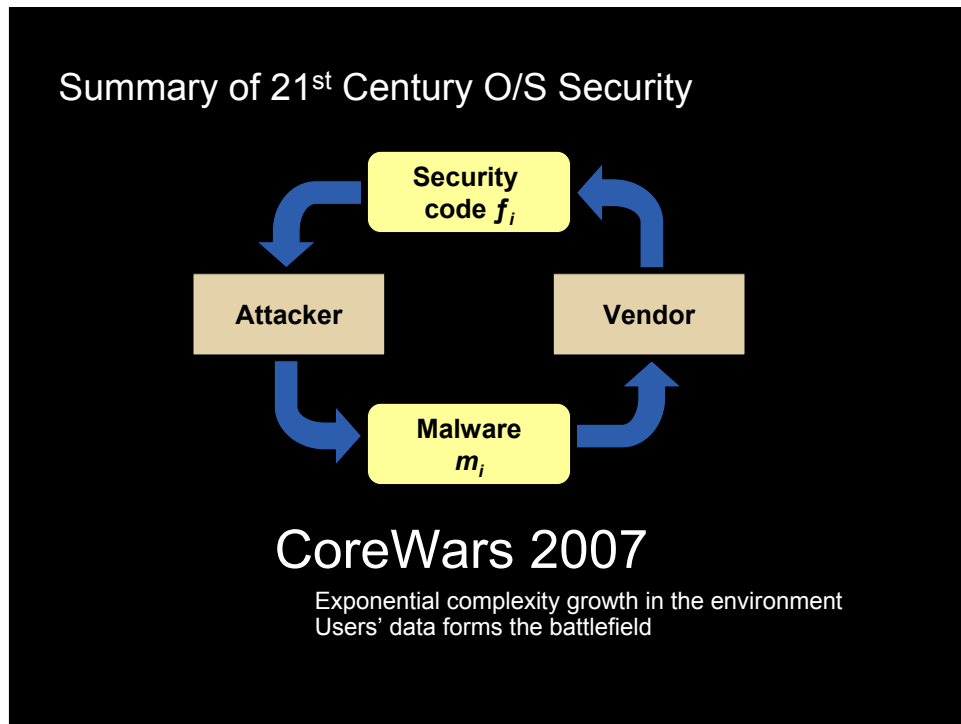 Summary of 21st Century O/S Security
Security
code fi
Attacker
Vendor
Malware
mi
CoreWars 2007
Exponential complexity growth in the environment
Users’ data forms the battlefield